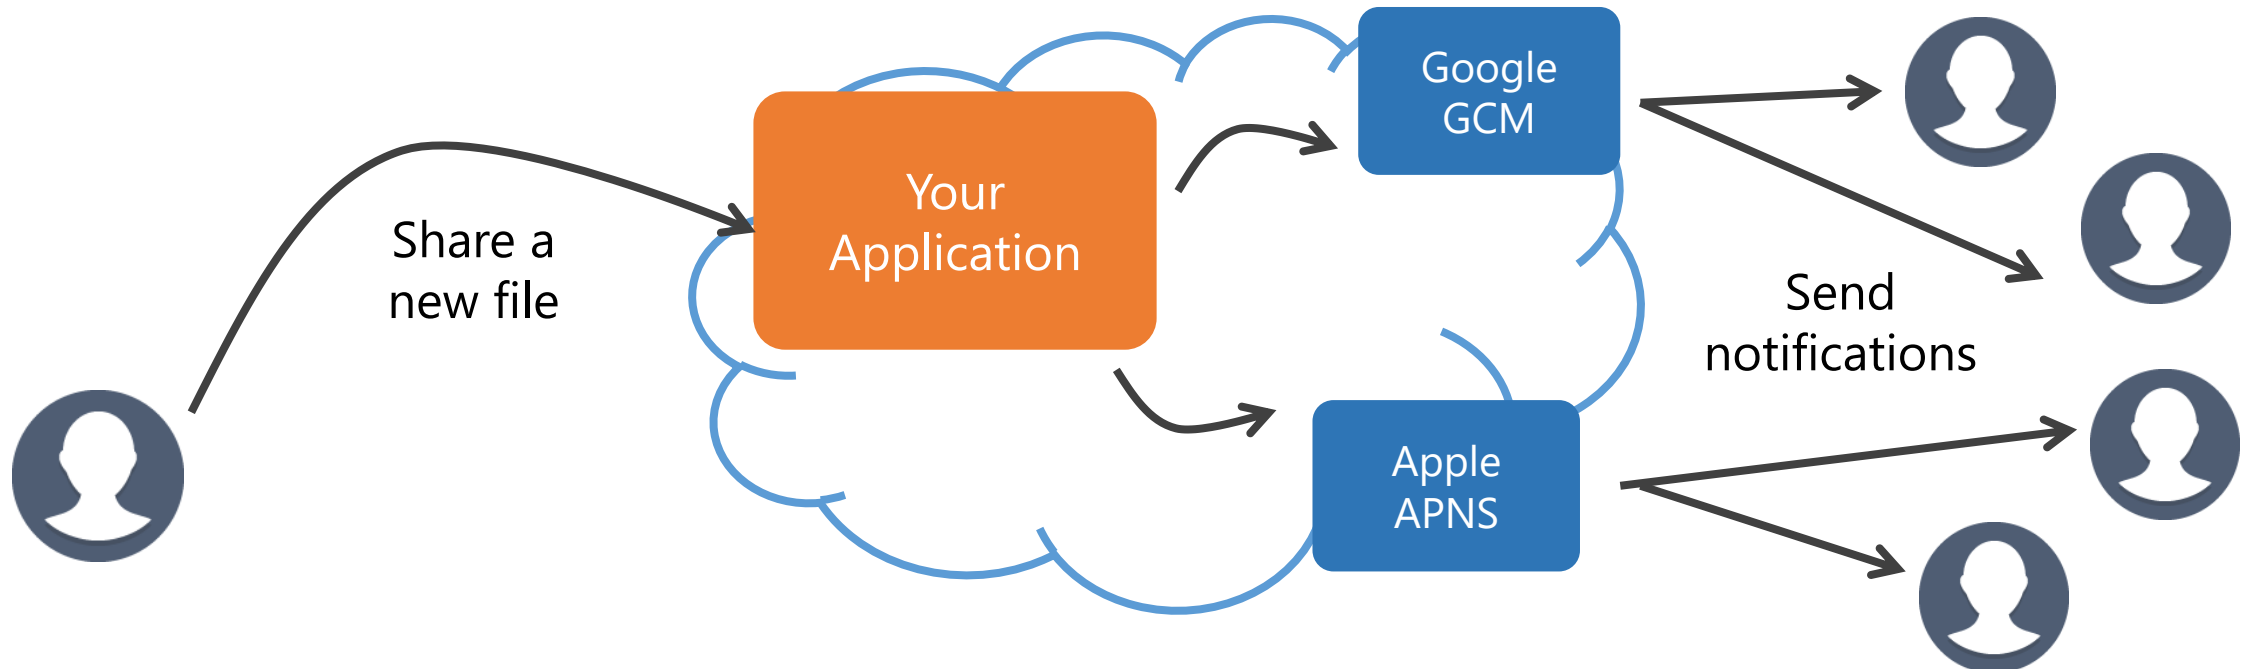 Share a
new file
Your
Application
Google
GCM
Apple
APNS
Send
notifications